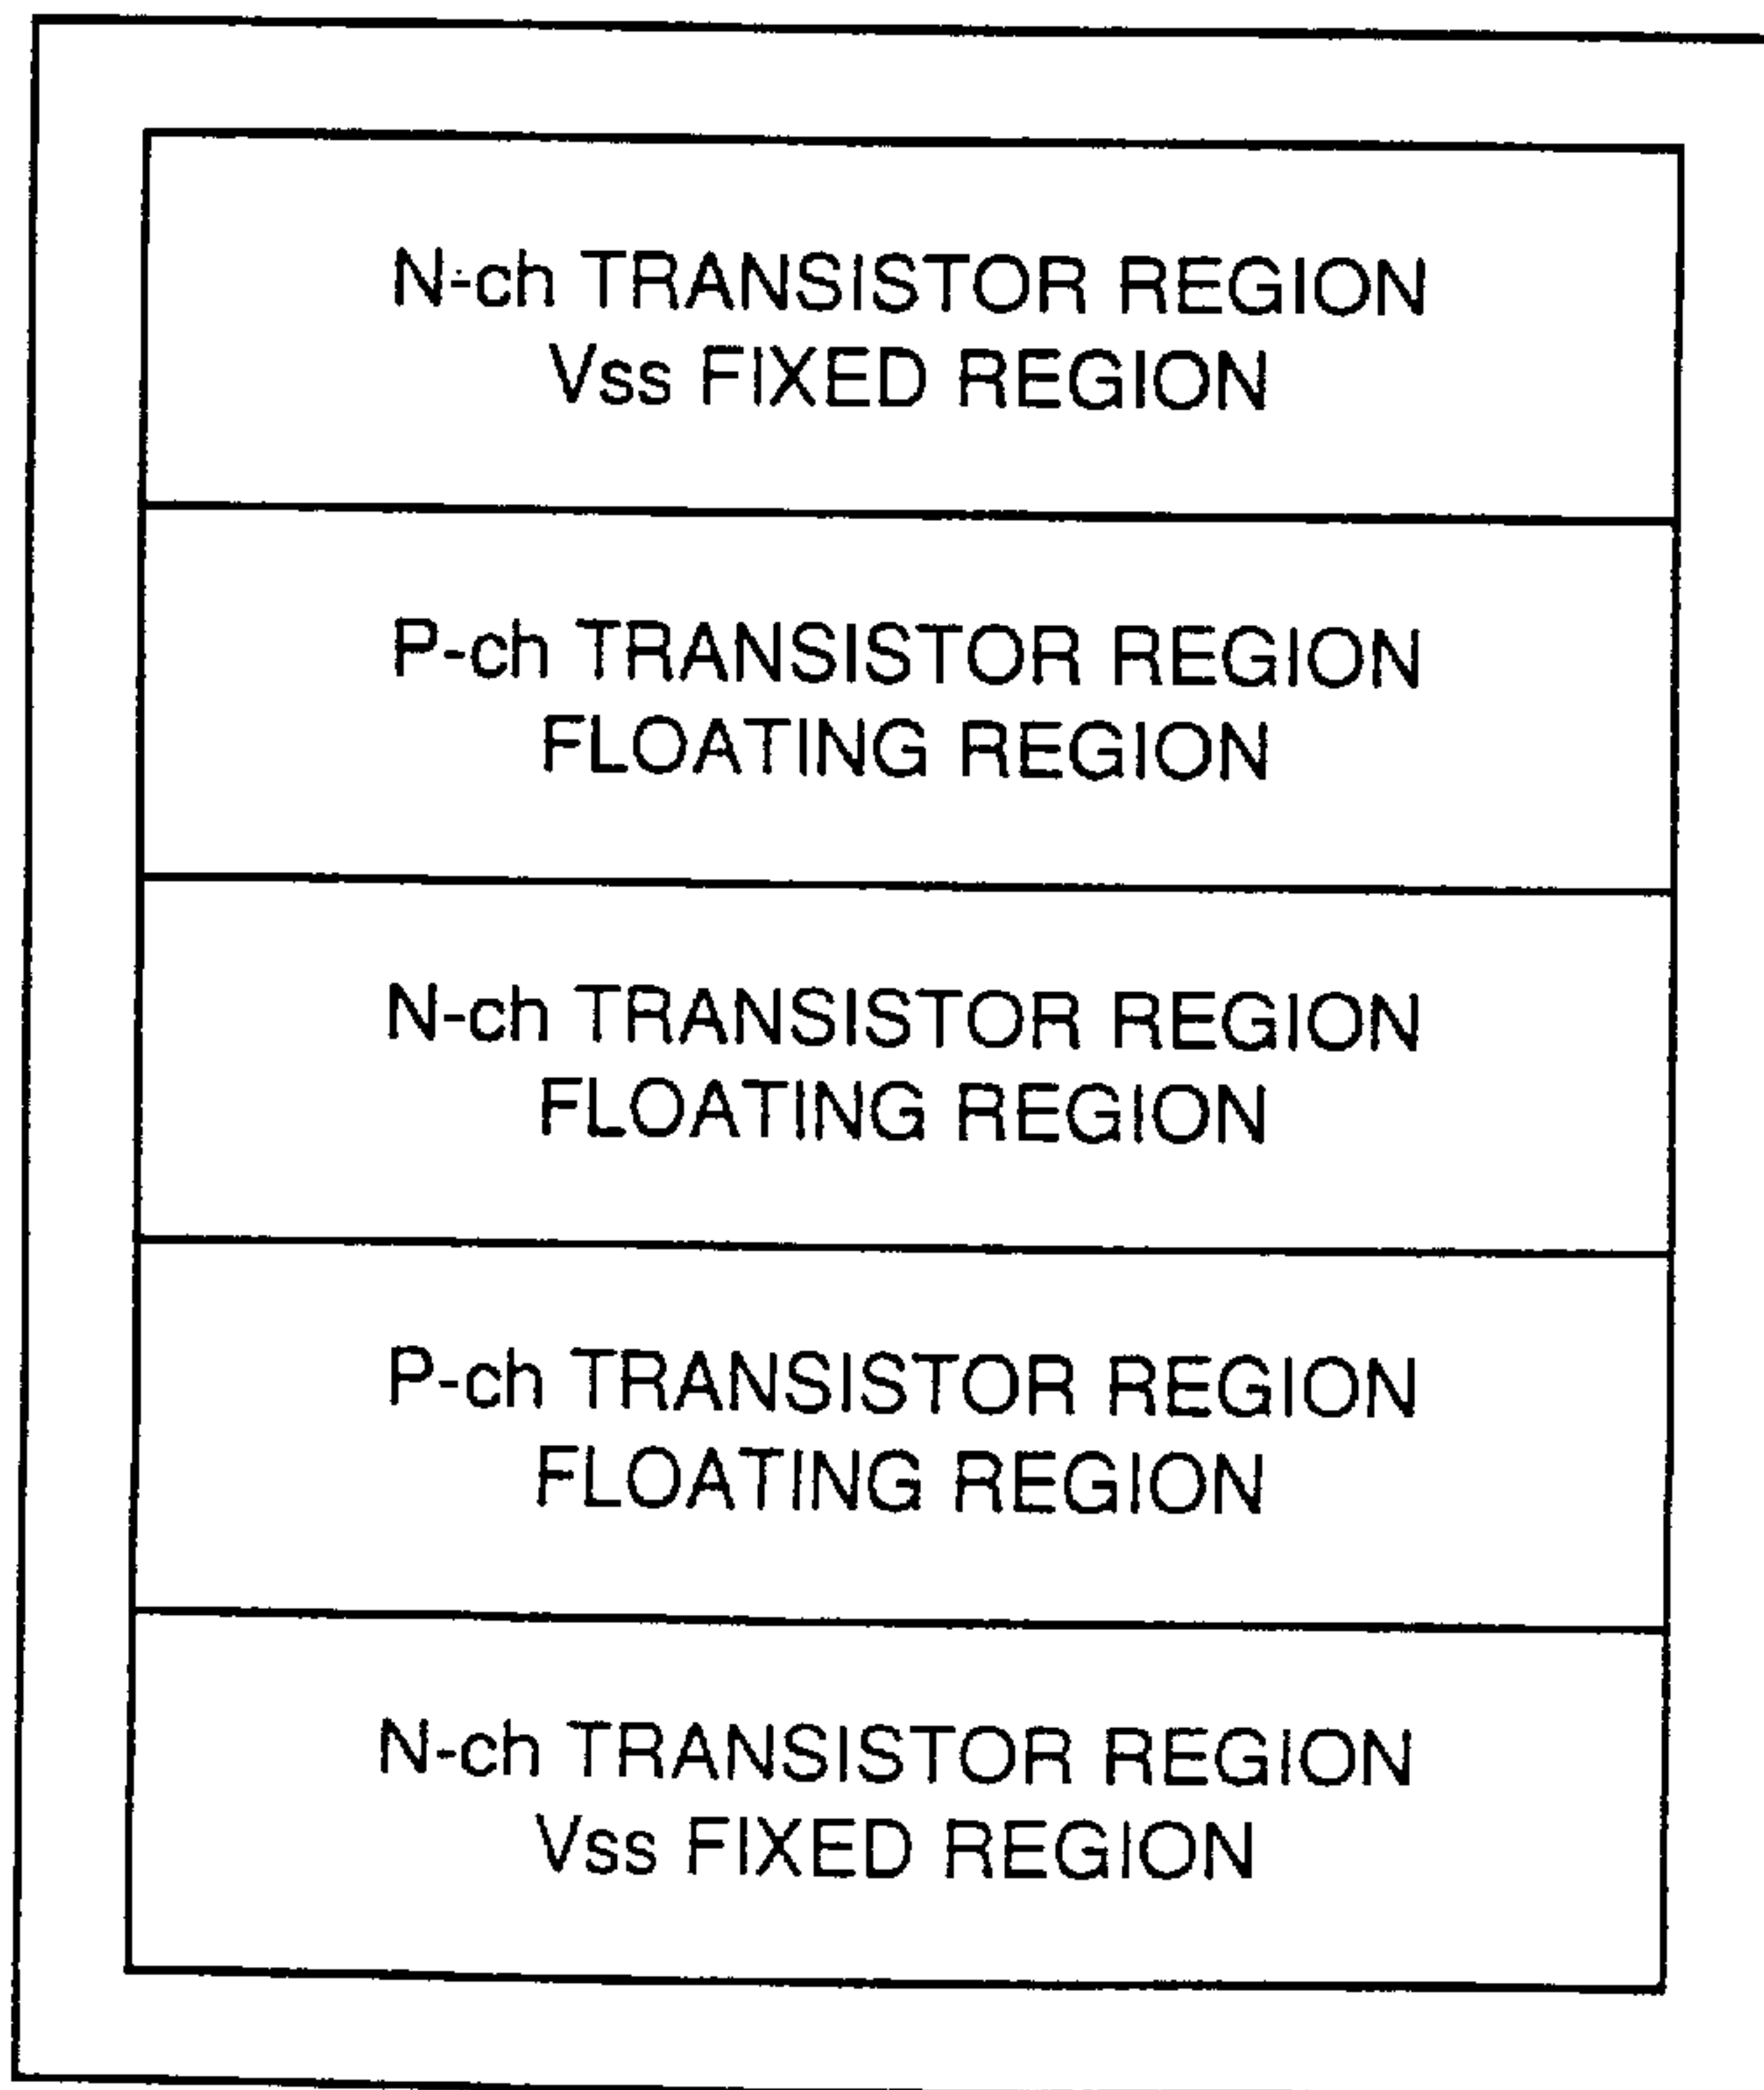 N-ch TRANSISTOR REGION
Vss FIXED REGION
P-ch TRANSISTOR REGION
FLOATING REGION
N-ch TRANSISTOR REGION
FLOATING REGION
P-ch TRANSISTOR REGION
FLOATING REGION
N-ch TRANSISTOR REGION
Vss FIXED REGION